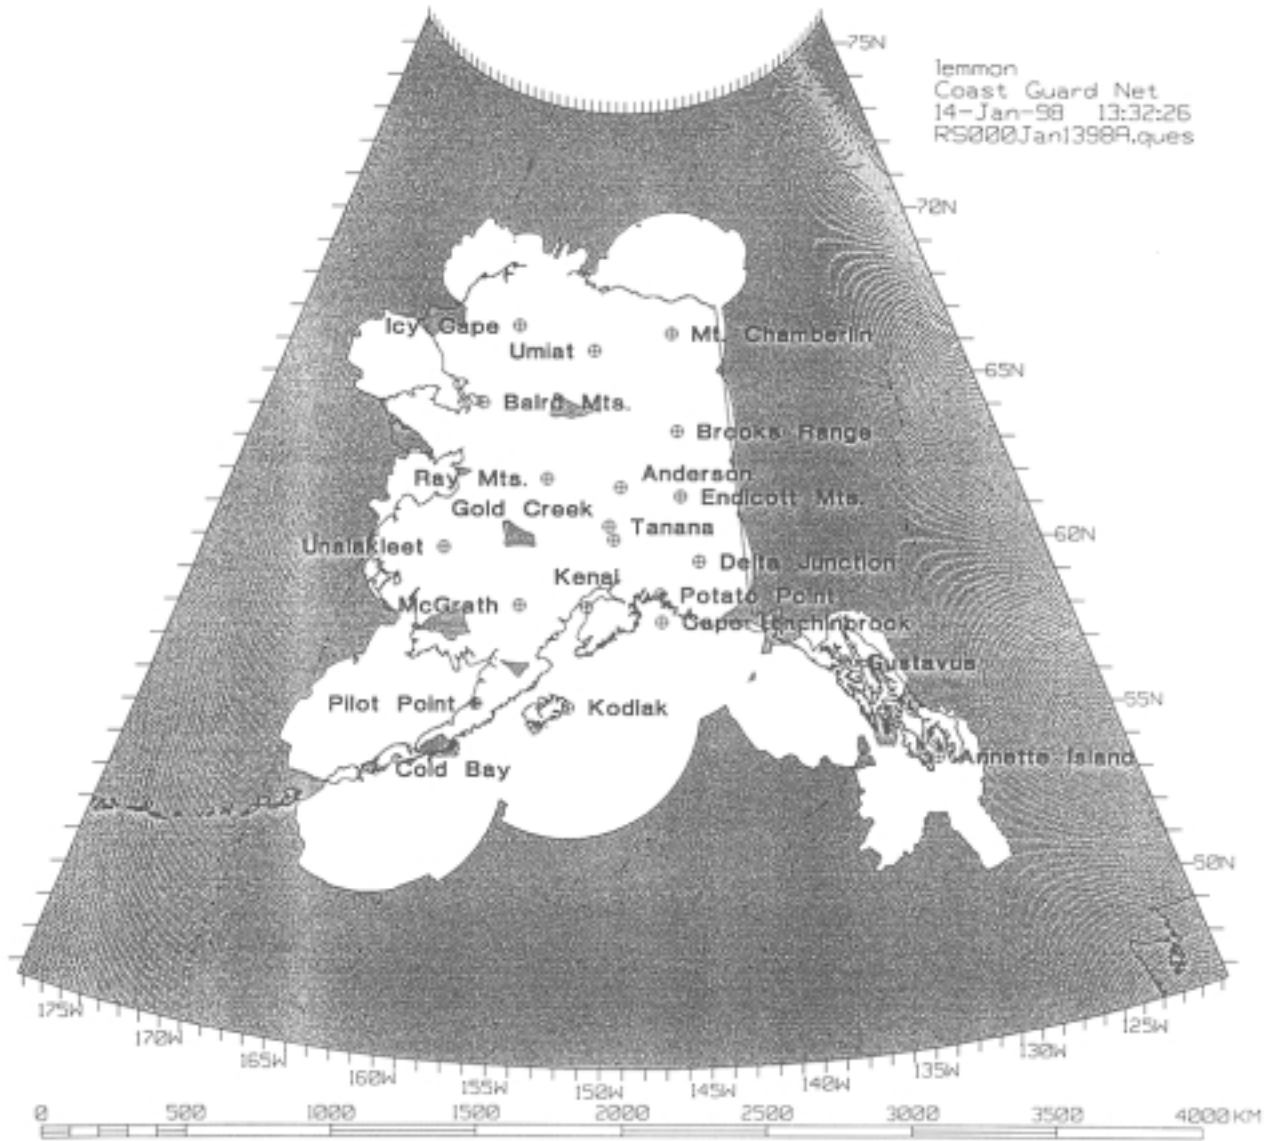 75N
lemmon
Coast Guard Net
14-Jan-98 13:32:26
RS000Jan1398A.ques
70N
Icy Cape
Mt. Chamberlin
Umiat
65N
Baird Mts.
Brooks Range
Anderson
Ray Mts.
Endicott Mts.
Gold Creek
Tanana
60N
Unalakleet
Delta Junction
Kenai
Potato Point
McGrath
Cape Hinchinbrook
Gustavus
55N
Pilot Point
Kodiak
Annette Island
Cold Bay
50N
175W
170W
165W
160W
155W
150W
145W
140W
135W
130W
125W
0 500 1000 1500 2000 2500 3000 3500 4000 KM